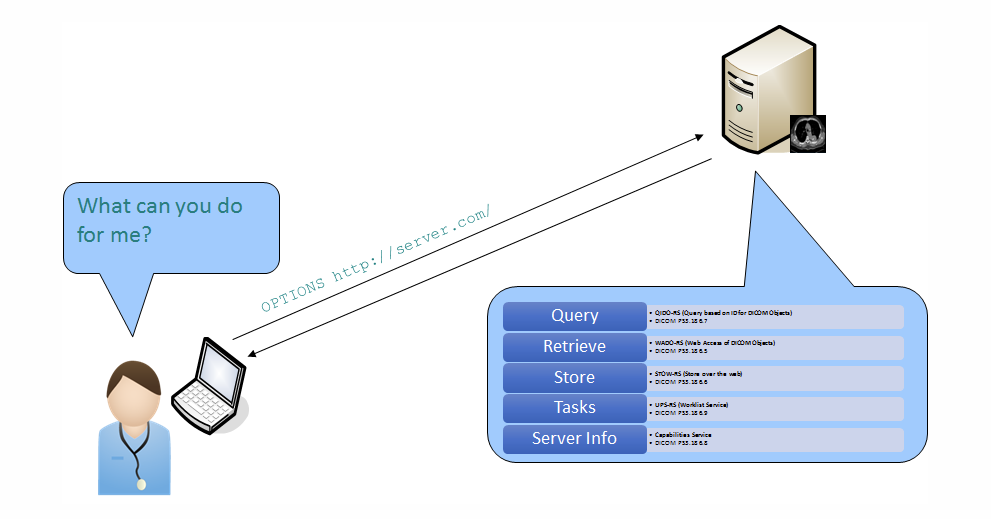 What can you do
for me?
OPTIONS http://server.com/
Query
• QIDO-RS (Query based on ID for DICOM Objects)
• DICOM PS3.18 6.7
Retrieve
• WADO-RS (Web Access of DICOM Objects)
• DICOM PS3.18 6.5
Store
• STOW-RS (Store over the web)
• DICOM PS3.18 6.6
Tasks
• UPS-RS (Worklist Service)
• DICOM PS3.18 6.9
Server Info
• Capabilities Service
• DICOM PS3.18 6.8